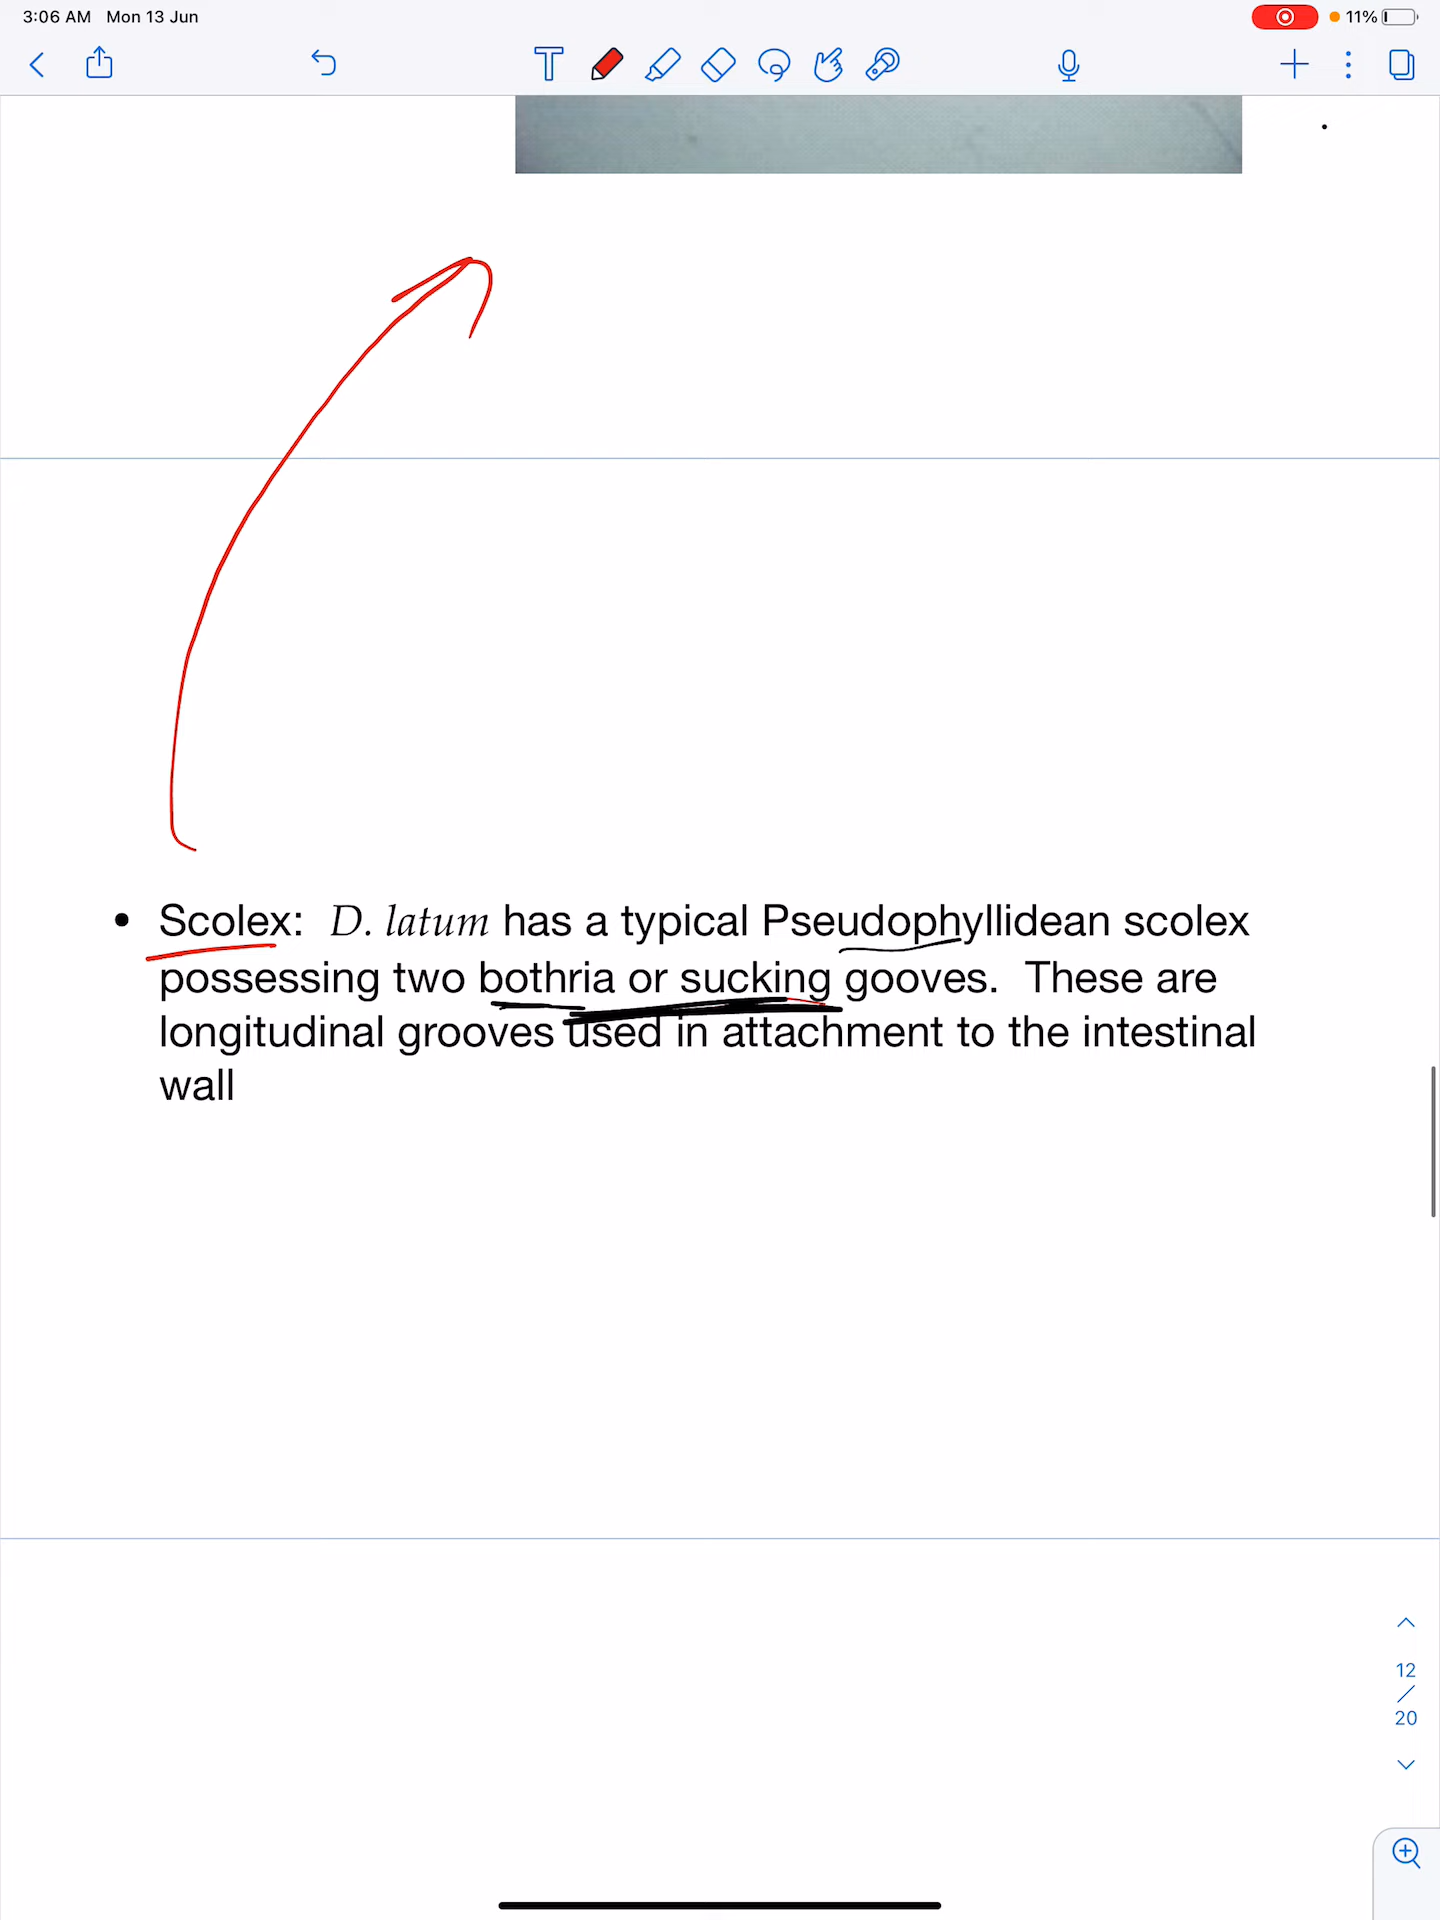 3:06 AM Mon 13 Jun
11%
• Scolex: D. latum has a typical Pseudophyllidean scolex
possessing two bothria or sucking gooves. These are
longitudinal grooves used in attachment to the intestinal
wall
12
/
20